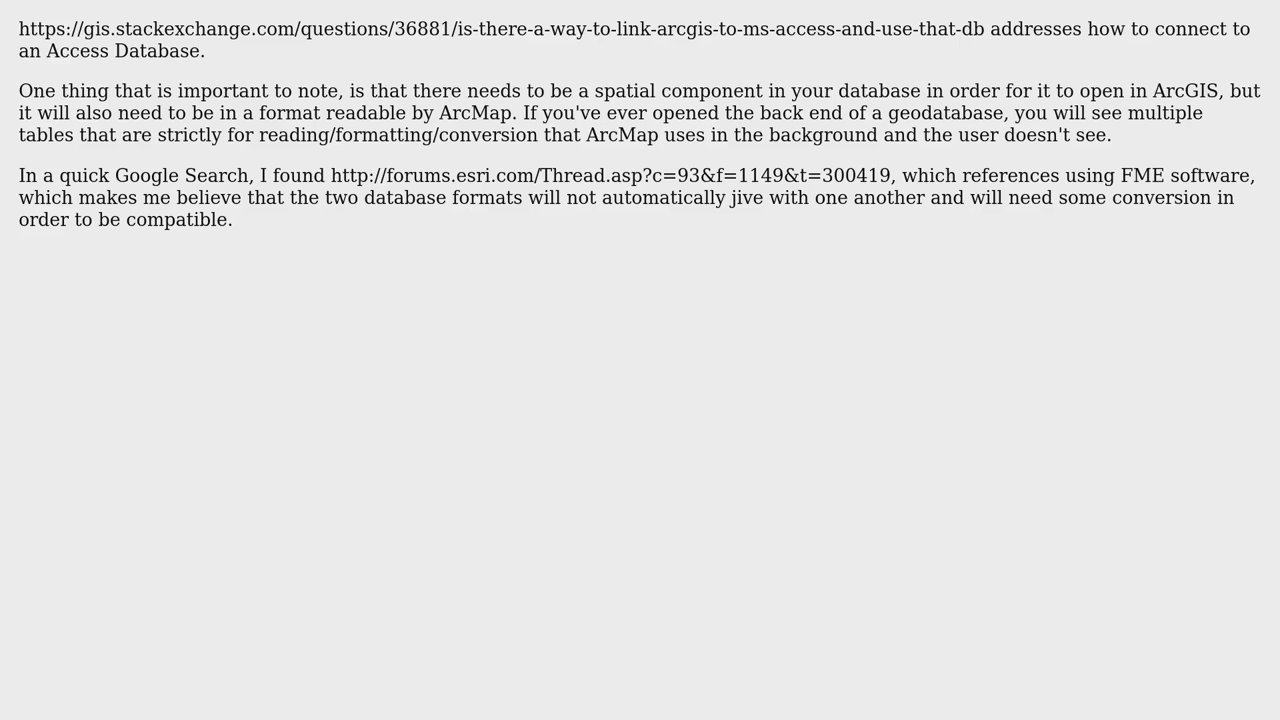 https://gis.stackexchange.com/questions/36881/is-there-a-way-to-link-arcgis-to-ms-access-and-use-that-db addresses how to connect to
an Access Database.
One thing that is important to note, is that there needs to be a spatial component in your database in order for it to open in ArcGIS, but
it will also need to be in a format readable by ArcMap. If you've ever opened the back end of a geodatabase, you will see multiple
tables that are strictly for reading/formatting/conversion that ArcMap uses in the background and the user doesn't see.
In a quick Google Search, I found http://forums.esri.com/Thread.asp?c=93&f=1149&t=300419, which references using FME software,
which makes me believe that the two database formats will not automatically jive with one another and will need some conversion in
order to be compatible.